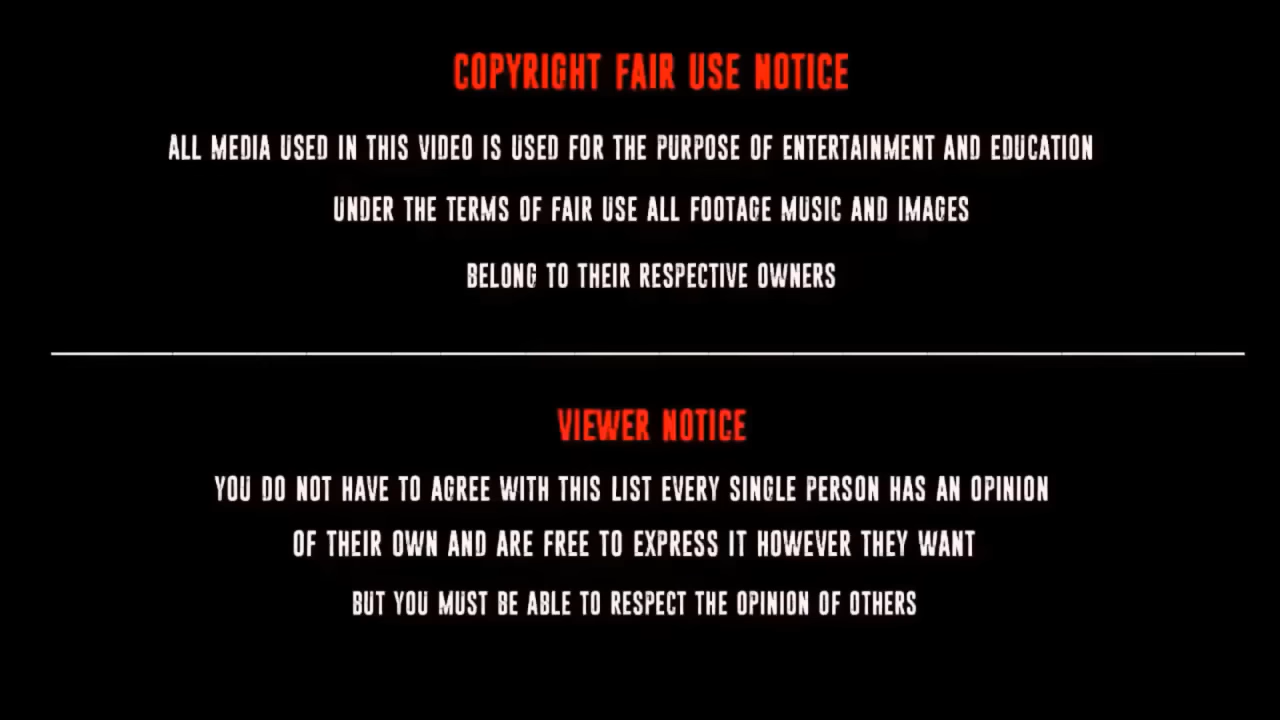 COPYRIGHT FAIR USE NOTICE
ALL MEDIA USED IN THIS VIDEO IS USED FOR THE PURPOSE OF ENTERTAINMENT AND EDUCATION
UNDER THE TERMS OF FAIR USE ALL FOOTAGE MUSIC AND IMAGES
BELONG TO THEIR RESPECTIVE OWNERS
VIEWER NOTICE
YOU DO NOT HAVE TO AGREE WITH THIS LIST EVERY SINGLE PERSON HAS AN OPINION
OF THEIR OWN AND ARE FREE TO EXPRESS IT HOWEVER THEY WANT
BUT YOU MUST BE ABLE TO RESPECT THE OPINION OF OTHERS